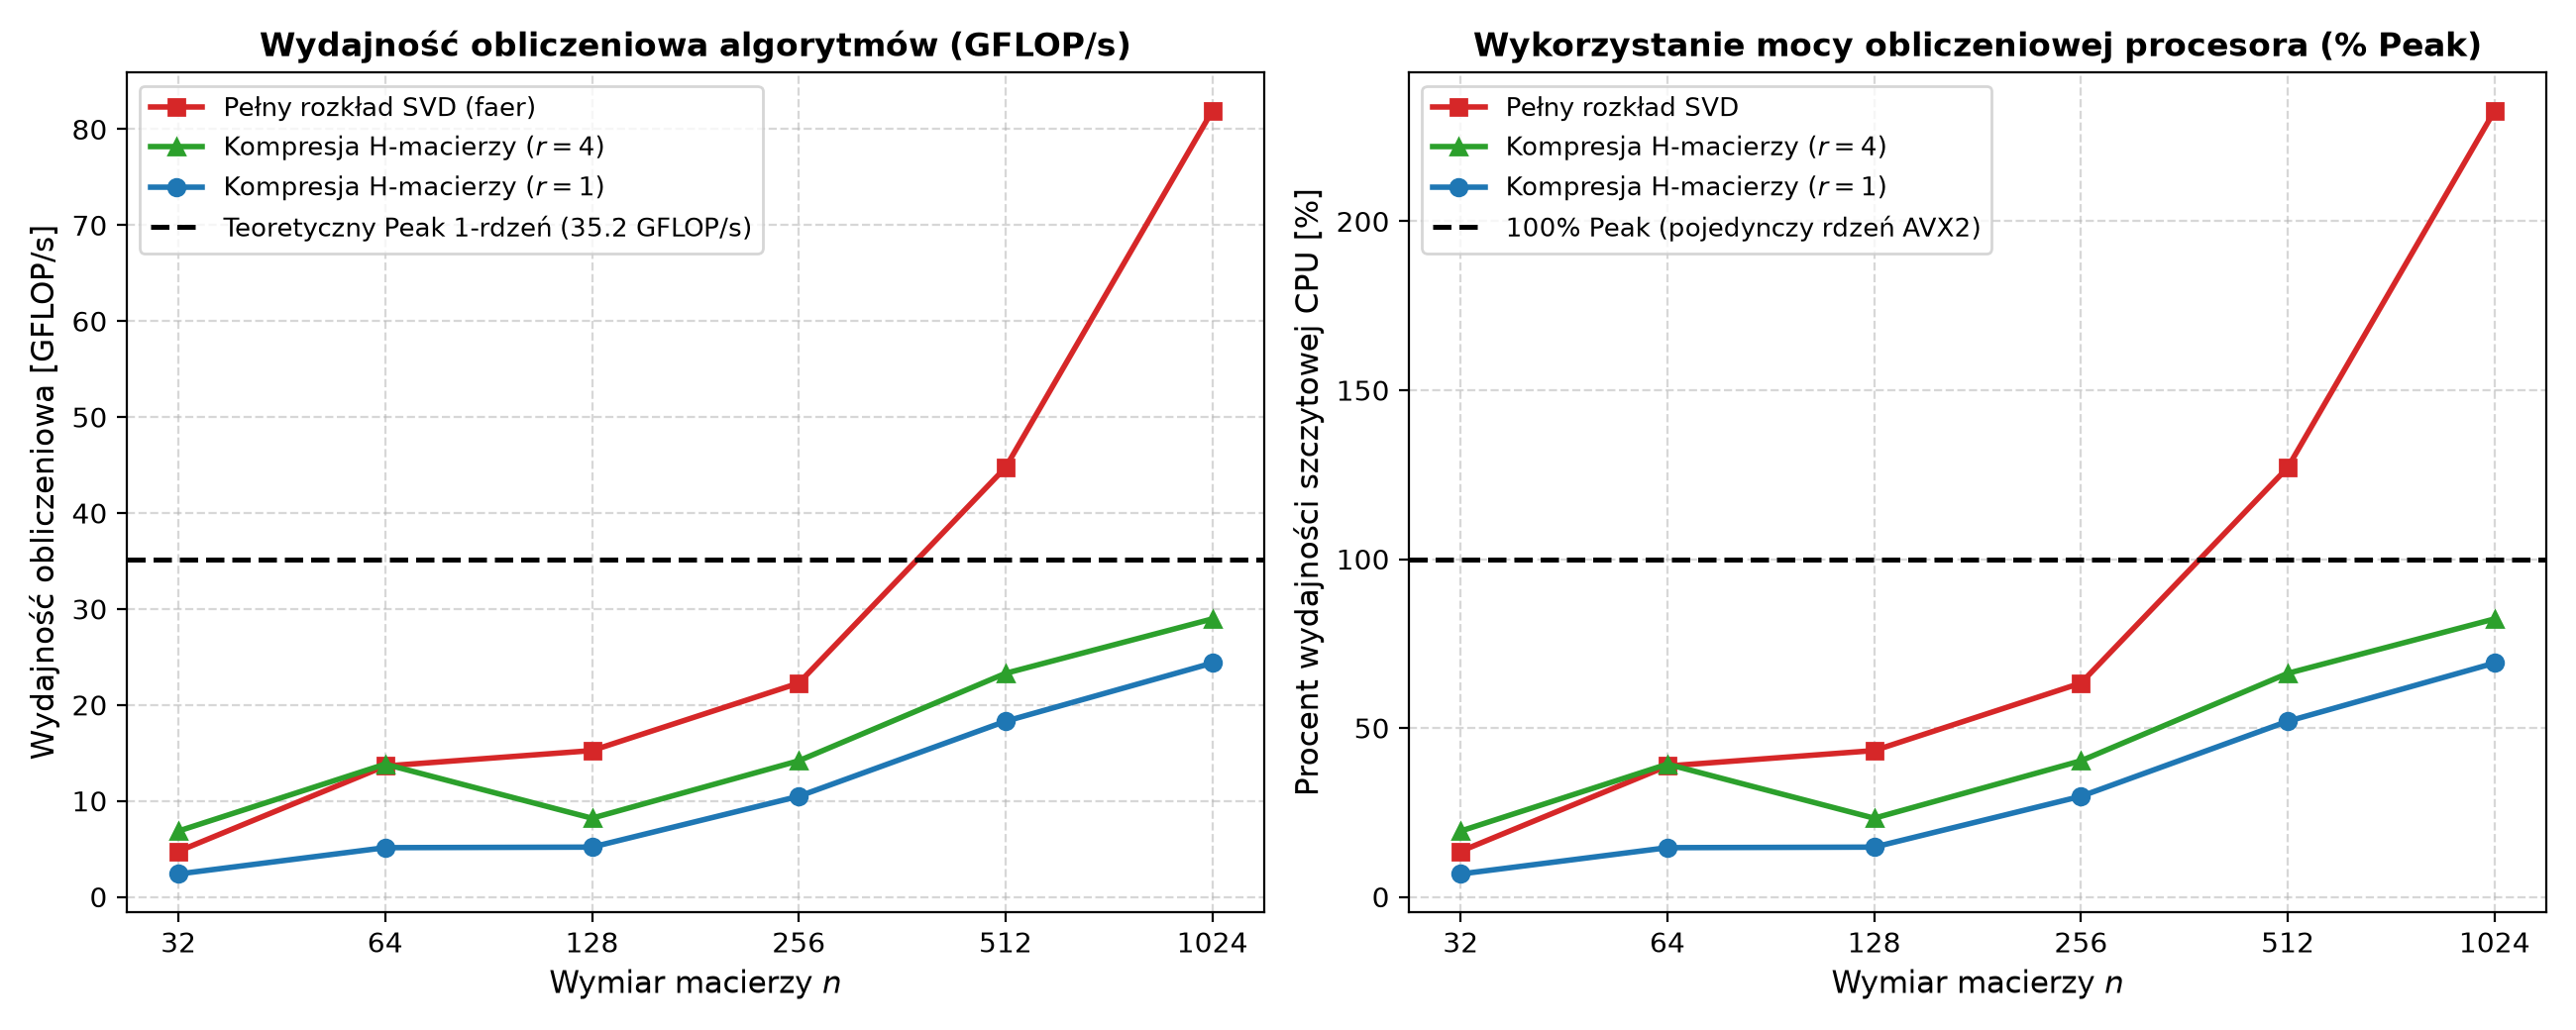 Wydajność obliczeniowa algorytmów (GFLOP/s)
Pełny rozkład SVD (faer)
Kompresja H-macierzy (r = 4)
Kompresja H-macierzy (r = 1)
Teoretyczny Peak 1-rdzeń (35.2 GFLOP/s)
Wydajność obliczeniowa [GFLOP/s]
80
70
60
50
40
30
20
10
0
32 64 128 256 512 1024
Wymiar macierzy n
Wykorzystanie mocy obliczeniowej procesora (% Peak)
Pełny rozkład SVD
Kompresja H-macierzy (r = 4)
Kompresja H-macierzy (r = 1)
100% Peak (pojedynczy rdzeń AVX2)
Procent wydajności szczytowej CPU [%]
200
150
100
50
0
32 64 128 256 512 1024
Wymiar macierzy n